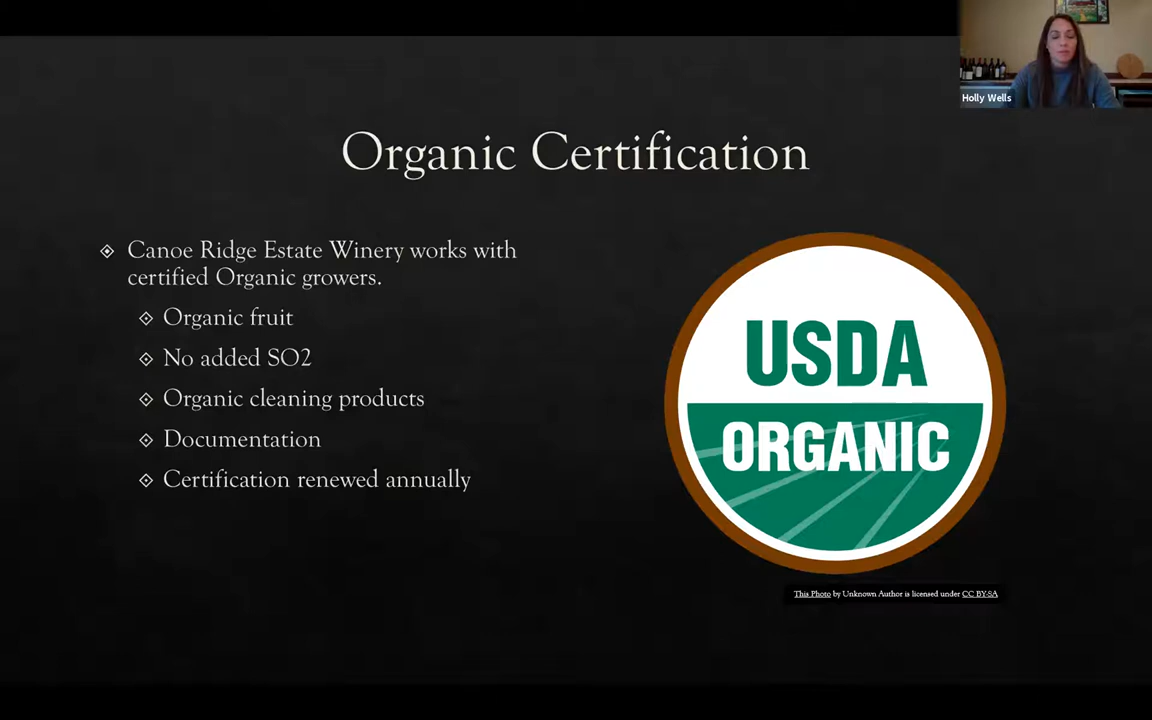 Holly Wells
Organic Certification
Canoe Ridge Estate Winery works with
certified Organic growers.
Organic fruit
No added SO2
Organic cleaning products
Documentation
Certification renewed annually
USDA
ORGANIC
This Photo by Unknown Author is licensed under CC BY-SA